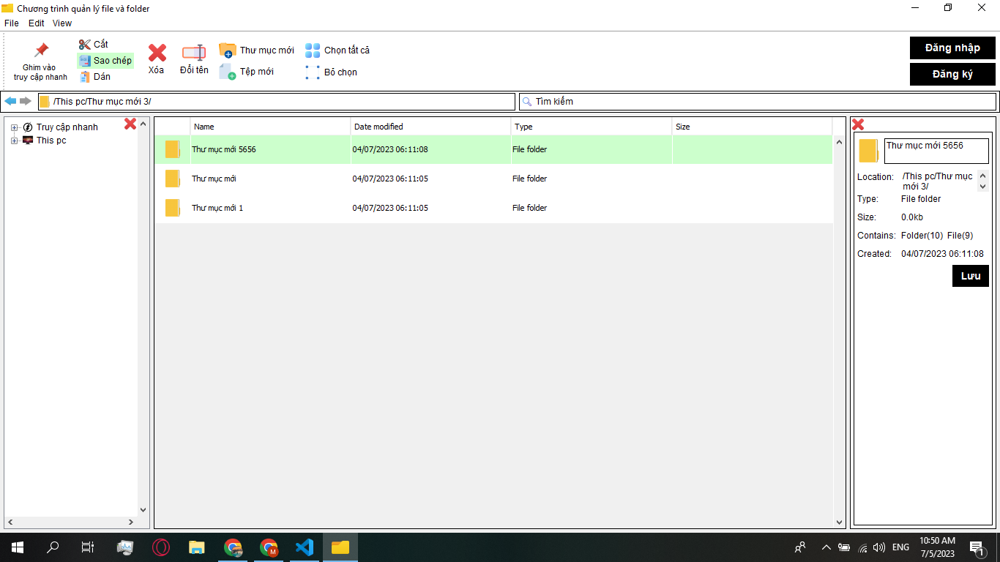 Chương trình quản lý file và folder
File Edit View
Ghim vào
truy cập nhanh
Cắt
Sao chép
Dán
Xóa
Đổi tên
Thư mục mới
Tệp mới
Chọn tất cả
Bỏ chọn
Đăng nhập
Đăng ký
/This pc/Thư mục mới 3/
Tìm kiếm
Truy cập nhanh
This pc
Name Date modified Type Size
Thư mục mới 5656 04/07/2023 06:11:08 File folder
Thư mục mới 04/07/2023 06:11:05 File folder
Thư mục mới 1 04/07/2023 06:11:05 File folder
Thư mục mới 5656
Location: /This pc/Thư mục
mới 3/
Type: File folder
Size: 0.0kb
Contains: Folder(10) File(9)
Created: 04/07/2023 06:11:08
Lưu
M
ENG
10:50 AM
7/5/2023
1